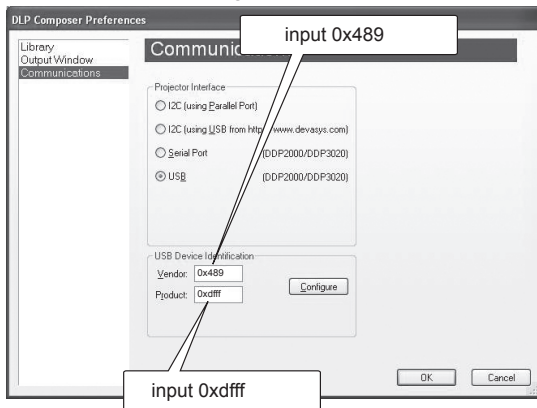 DLP Composer Preferences
input 0x489
Library
Output Window
Communications
Projector Interface
I2C (using Parallel Port)
I2C (using USB from http www.devasys.com)
Serial Port (DDP2000/DDP3020)
USB (DDP2000/DDP3020)
USB Device Identification
Vendor: 0x489
Product: 0xdfff
Configure
input 0xdfff
OK Cancel